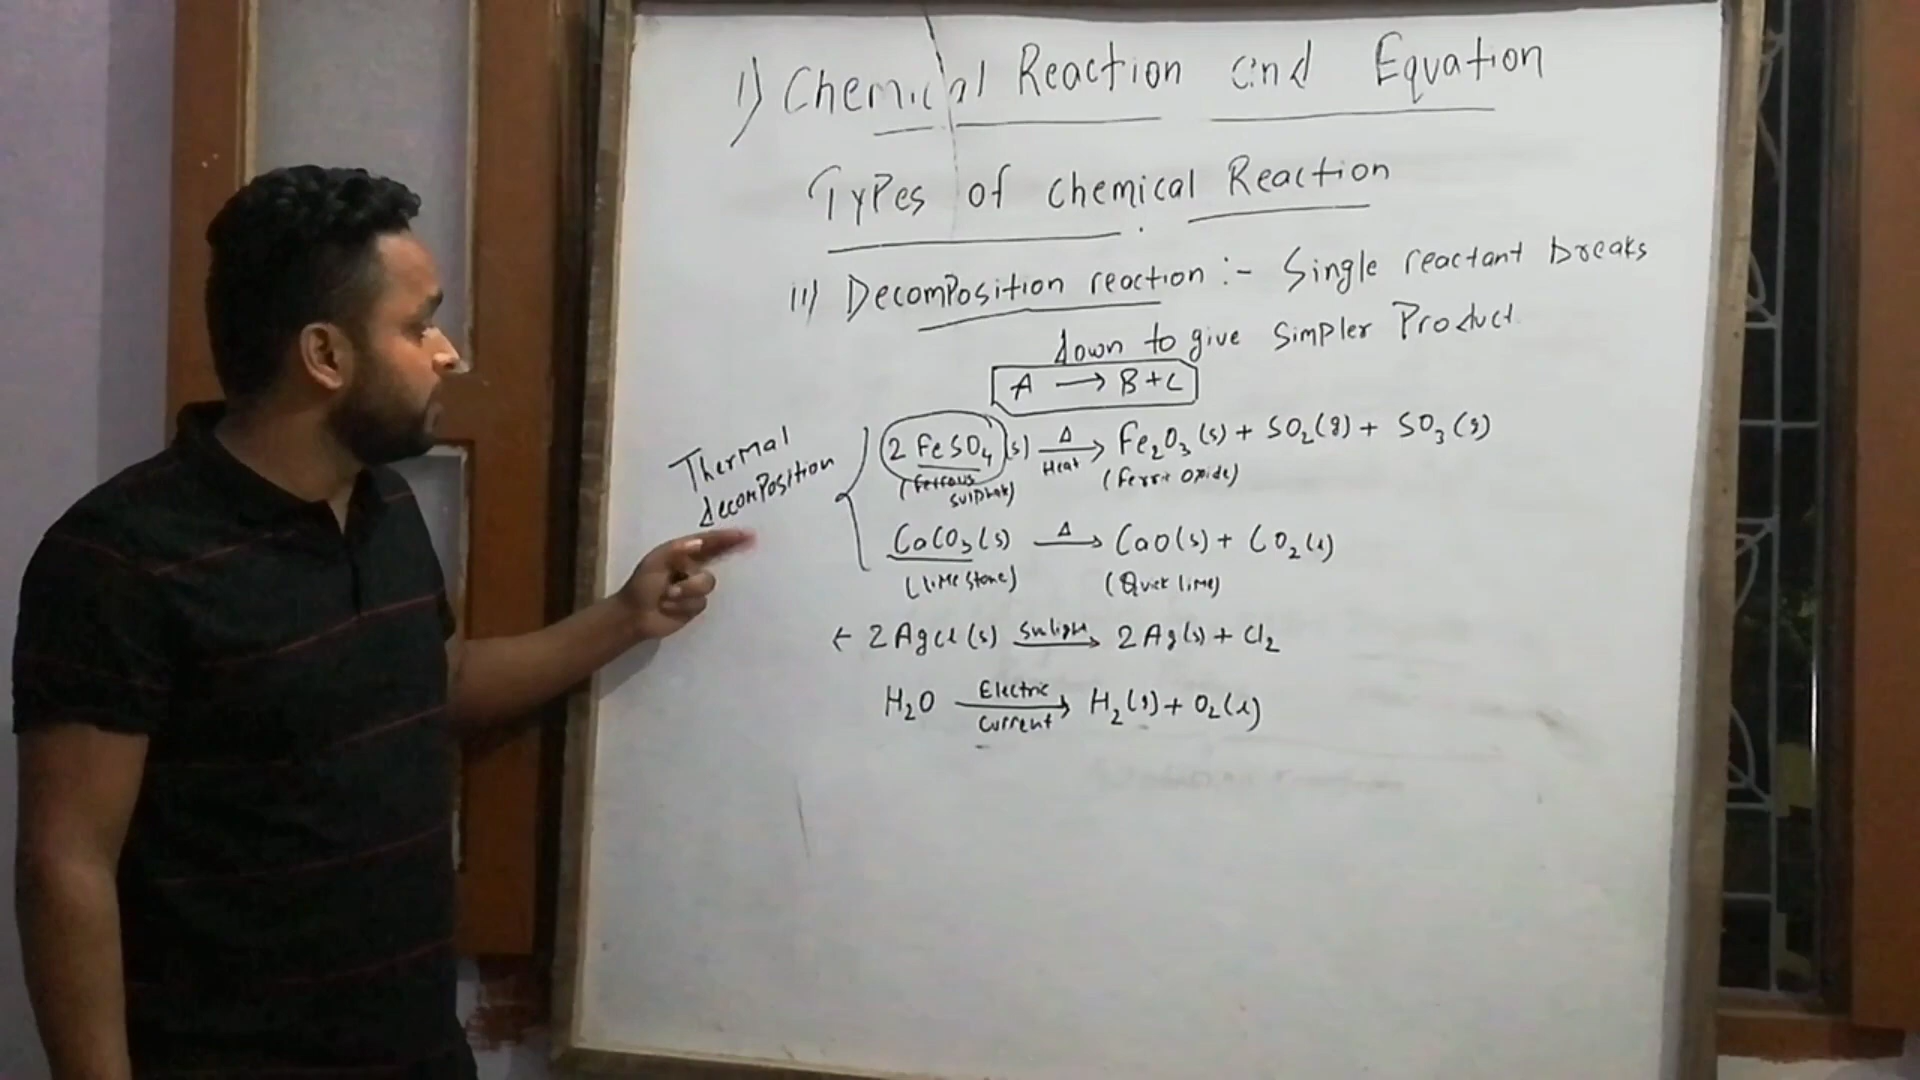 1) Chemical Reaction and Equation
Types of chemical Reaction
ii) Decomposition reaction :- Single reactant breaks
down to give simpler Product.
A → B + C
Thermal
decomposition
2 FeSO₄ (s) →Δ Heat Fe₂O₃ (s) + SO₂ (g) + SO₃ (g)
(ferrous
sulphate)
(ferric oxide)
CaCO₃ (s) →Δ CaO (s) + CO₂ (g)
(lime stone) (Quick lime)
← 2 AgCl (s) → 2 Ag (s) + Cl₂
H₂O →Electric Current H₂ (g) + O₂ (g)